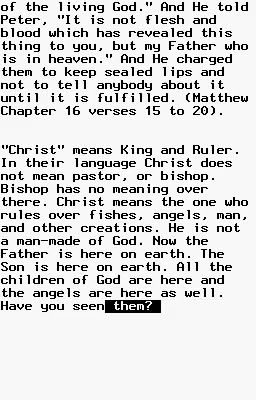 of the living God." And He told
Peter, "It is not flesh and
blood which has revealed this
thing to you, but my Father who
is in heaven." And He charged
them to keep sealed lips and
not to tell anybody about it
until it is fulfilled. (Matthew
Chapter 16 verses 15 to 20).
"Christ" means King and Ruler.
In their language Christ does
not mean pastor, or bishop.
Bishop has no meaning over
there. Christ means the one who
rules over fishes, angels, man,
and other creations. He is not
a man-made of God. Now the
Father is here on earth. The
Son is here on earth. All the
children of God are here and
the angels are here as well.
Have you seen them?